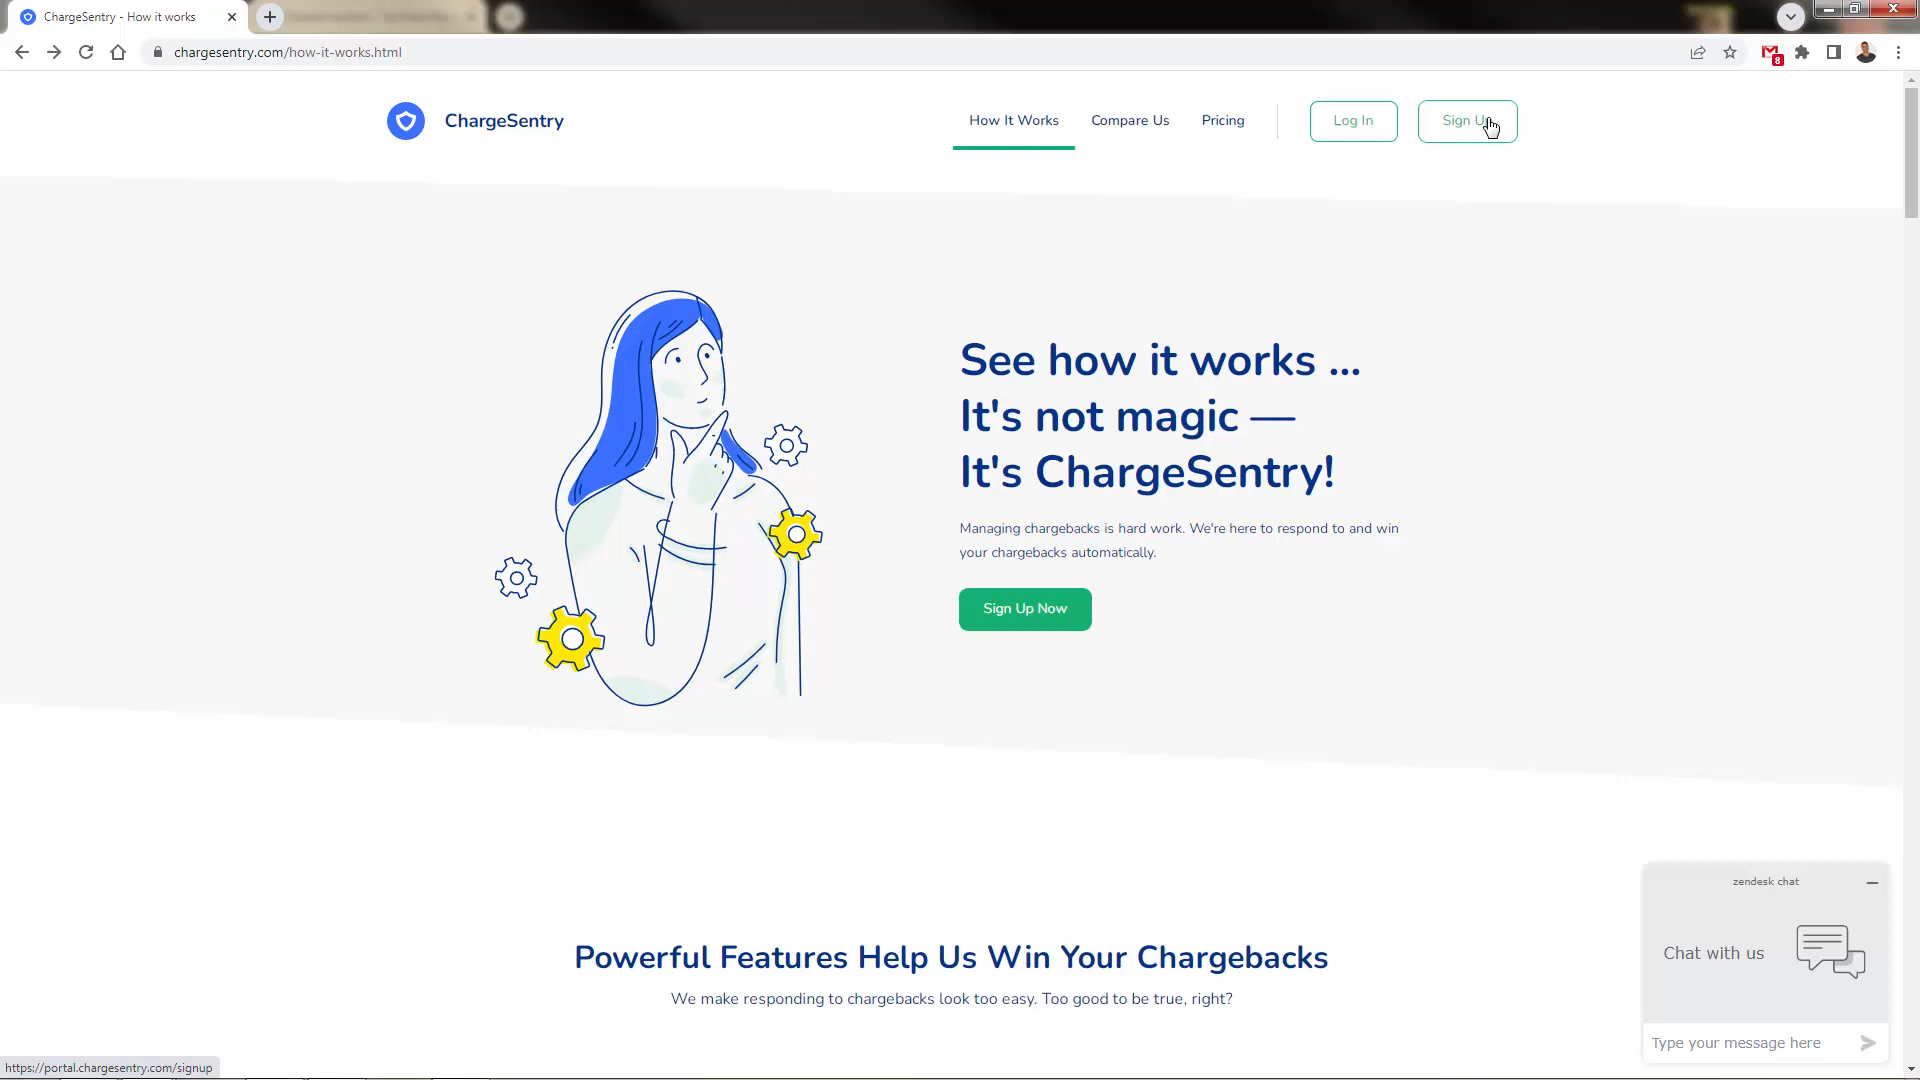 ChargeSentry - How it works
chargesentry.com/how-it-works.html
8
ChargeSentry
How It Works
Compare Us
Pricing
Log In
Sign
See how it works ...
It's not magic —
It's ChargeSentry!
Managing chargebacks is hard work. We're here to respond to and win
your chargebacks automatically.
Sign Up Now
Powerful Features Help Us Win Your Chargebacks
We make responding to chargebacks look too easy. Too good to be true, right?
zendesk chat
Chat with us
Type your message here
https://portal.chargesentry.com/signup